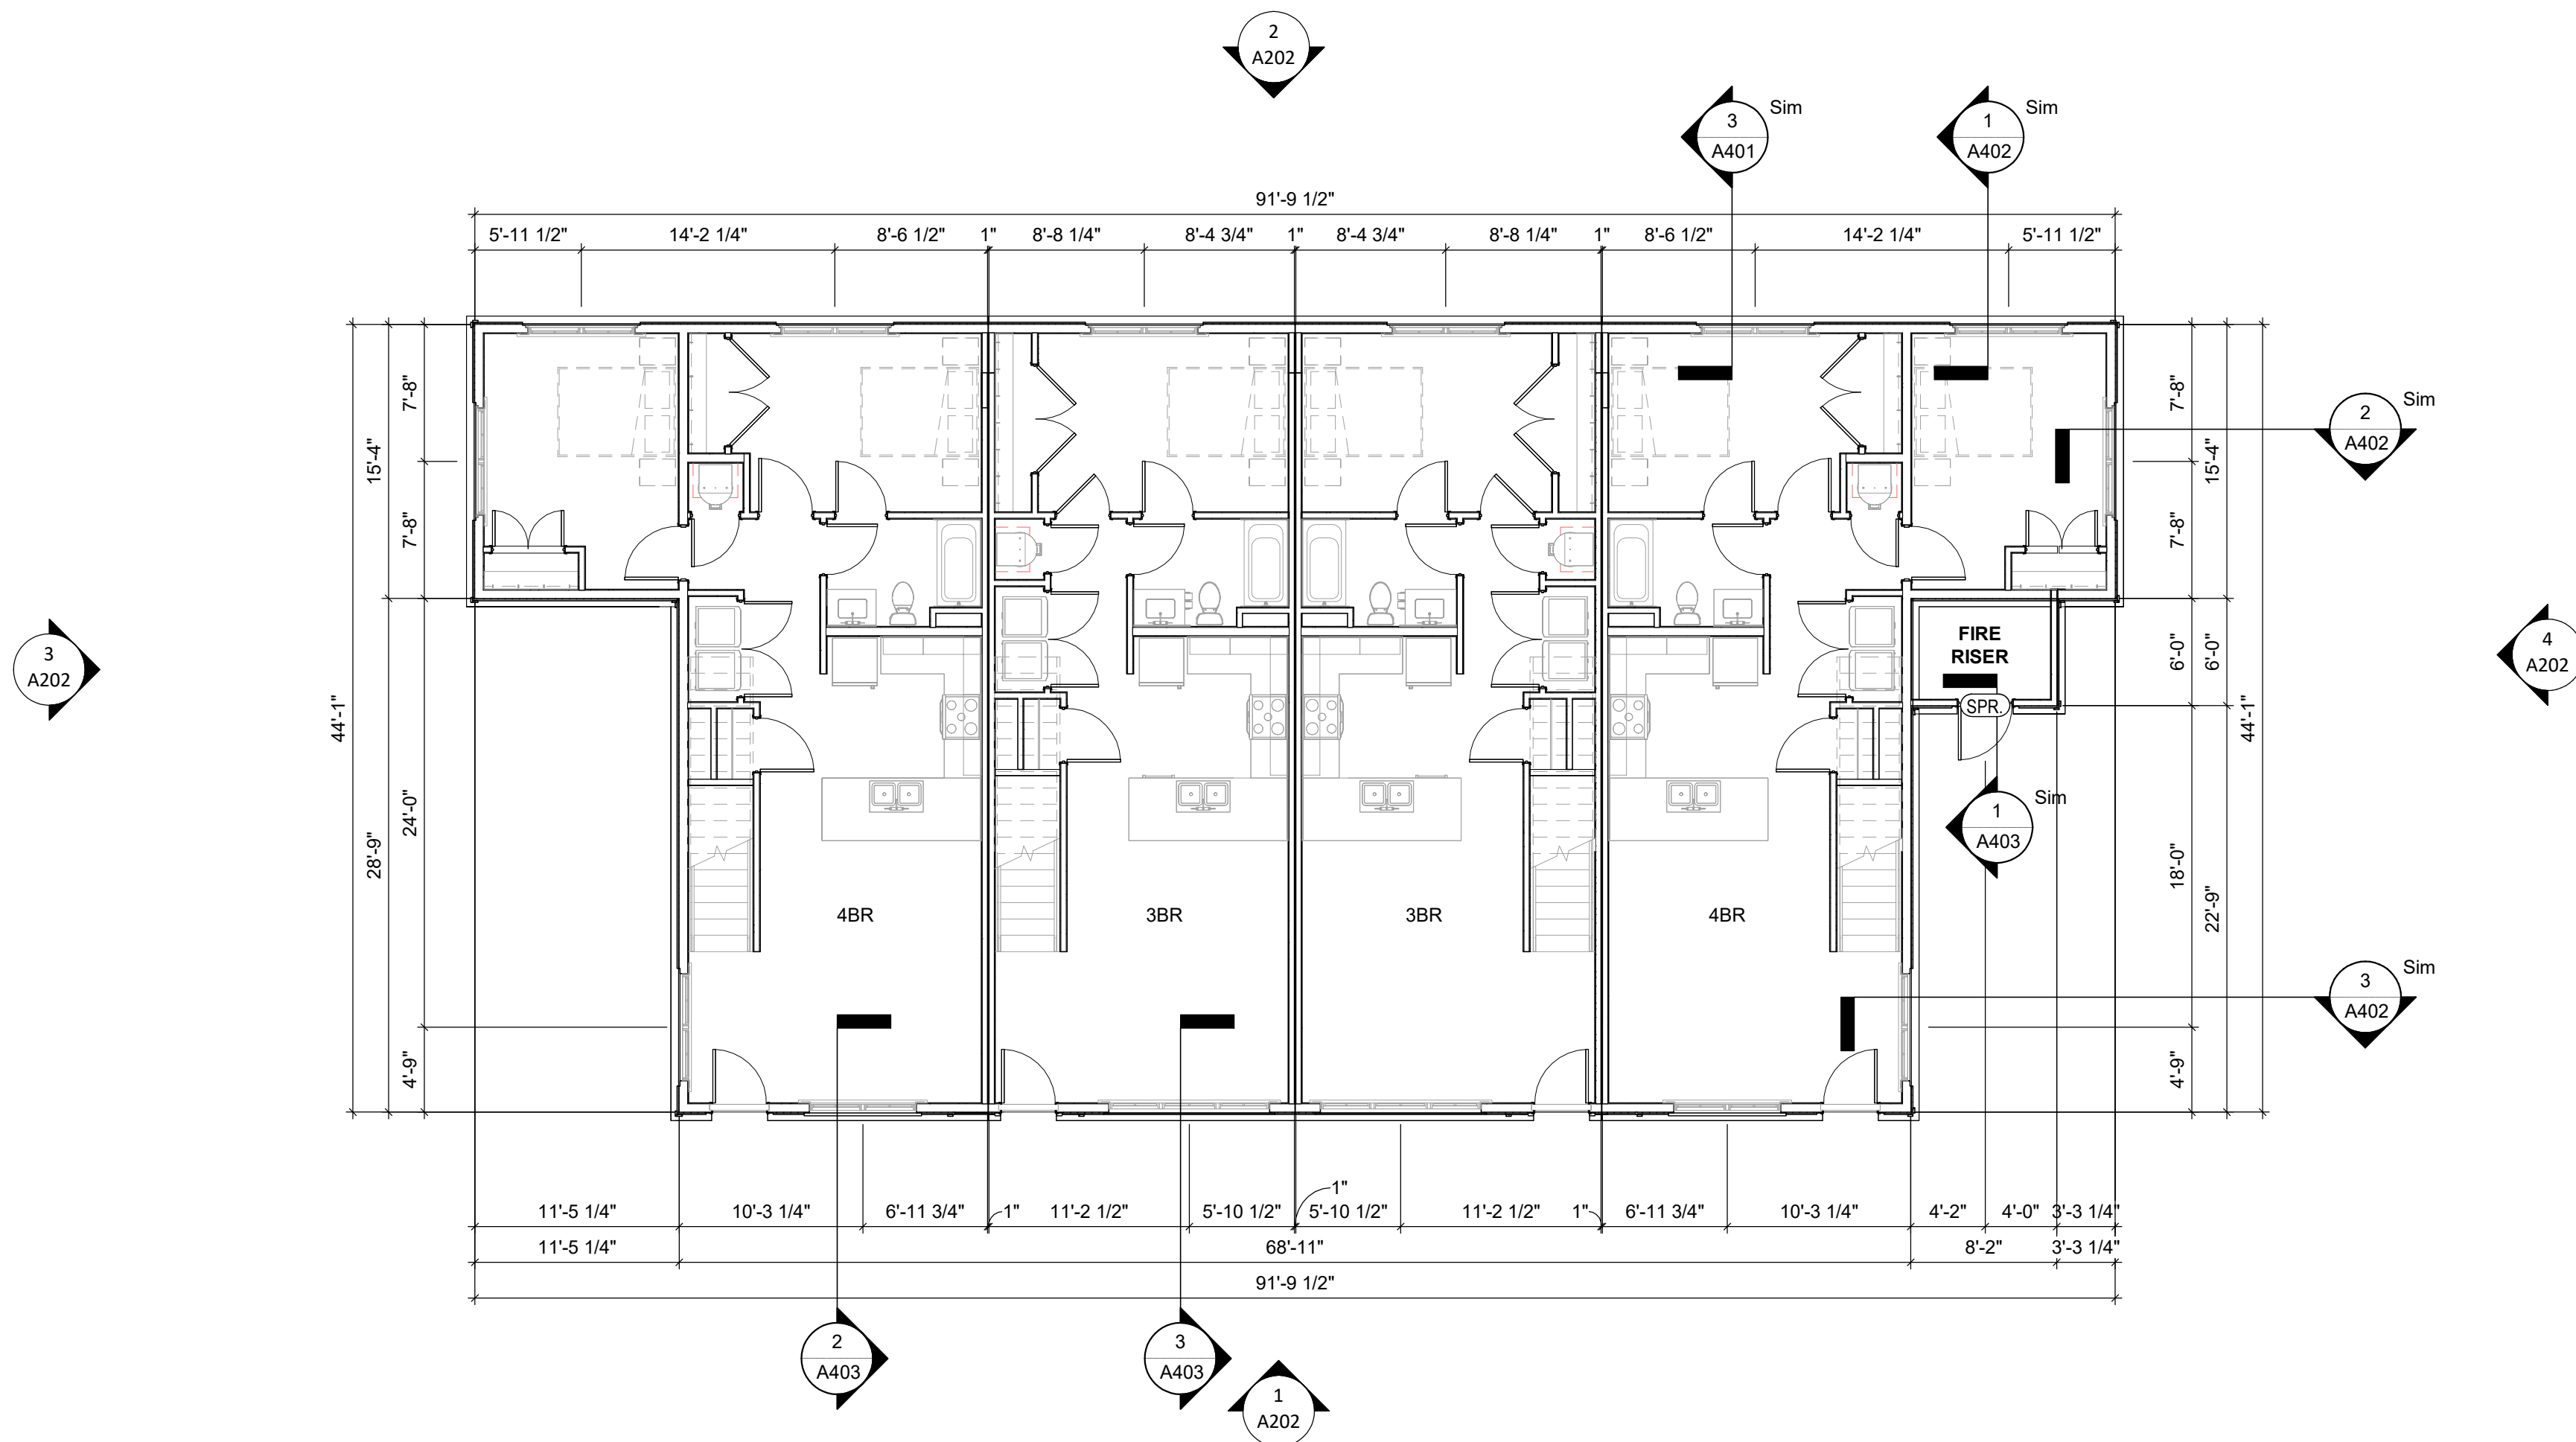 2
A202
3
A401
Sim
1
A402
Sim
91'-9 1/2"
5'-11 1/2"
14'-2 1/4"
8'-6 1/2"
1"
8'-8 1/4"
8'-4 3/4"
1"
8'-4 3/4"
8'-8 1/4"
1"
8'-6 1/2"
14'-2 1/4"
5'-11 1/2"
7'-8"
15'-4"
7'-8"
7'-8"
15'-4"
7'-8"
2
A402
Sim
3
A202
4
A202
FIRE
RISER
SPR.
6'-0"
6'-0"
44'-1"
44'-1"
28'-9"
24'-0"
4'-9"
1
A403
Sim
18'-0"
22'-9"
4'-9"
4BR
3BR
3BR
4BR
3
A402
Sim
11'-5 1/4"
10'-3 1/4"
6'-11 3/4"
1"
11'-2 1/2"
5'-10 1/2"
1"
5'-10 1/2"
11'-2 1/2"
1"
6'-11 3/4"
10'-3 1/4"
4'-2"
4'-0"
3'-3 1/4"
11'-5 1/4"
68'-11"
8'-2"
3'-3 1/4"
91'-9 1/2"
2
A403
3
A403
1
A202